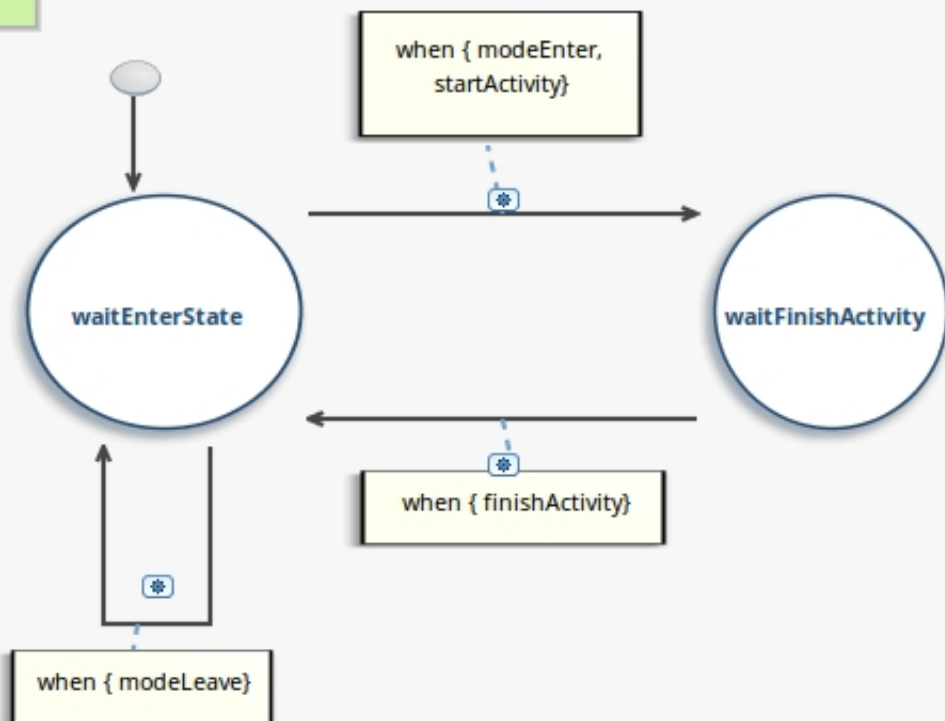 when { modeEnter,
startActivity}
waitEnterState
waitFinishActivity
when { finishActivity}
when { modeLeave}